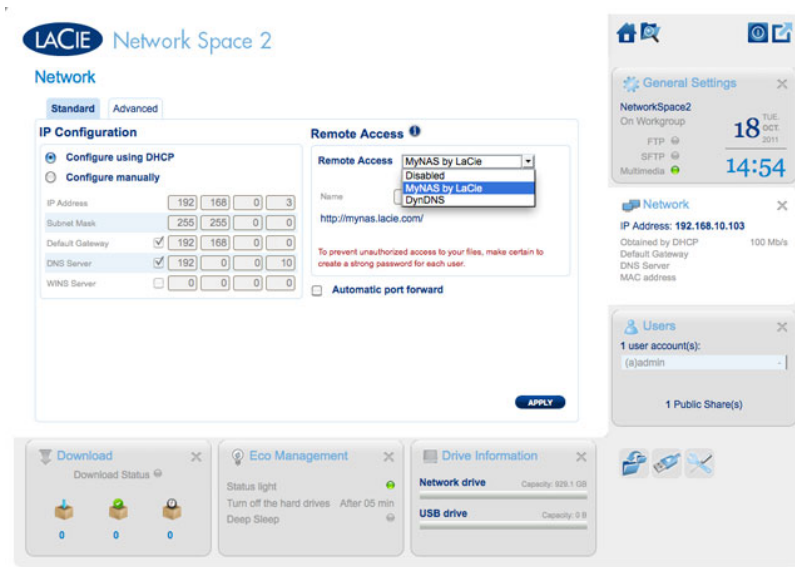 LACIE Network Space 2
Network
Standard Advanced
IP Configuration
Configure using DHCP
Configure manually
IP Address 192 168 0 3
Subnet Mask 255 255 0 0
Default Gateway 192 168 0 0
DNS Server 192 0 0 10
WINS Server 0 0 0 0
Remote Access
Remote Access MyNAS by LaCie
Disabled
MyNAS by LaCie
DynDNS
Name
http://mynas.lacie.com/
To prevent unauthorized access to your files, make certain to
create a strong password for each user.
Automatic port forward
APPLY
General Settings
NetworkSpace2
On Workgroup
FTP
SFTP
Multimedia
18 TUE. OCT. 2011
14:54
Network
IP Address: 192.168.10.103
Obtained by DHCP 100 Mb/s
Default Gateway
DNS Server
MAC address
Users
1 user account(s):
(a)admin -
1 Public Share(s)
Download
Download Status
0 0 0
Eco Management
Status light
Turn off the hard drives After 05 min
Deep Sleep
Drive Information
Network drive Capacity: 929.1 GB
USB drive Capacity: 0 B